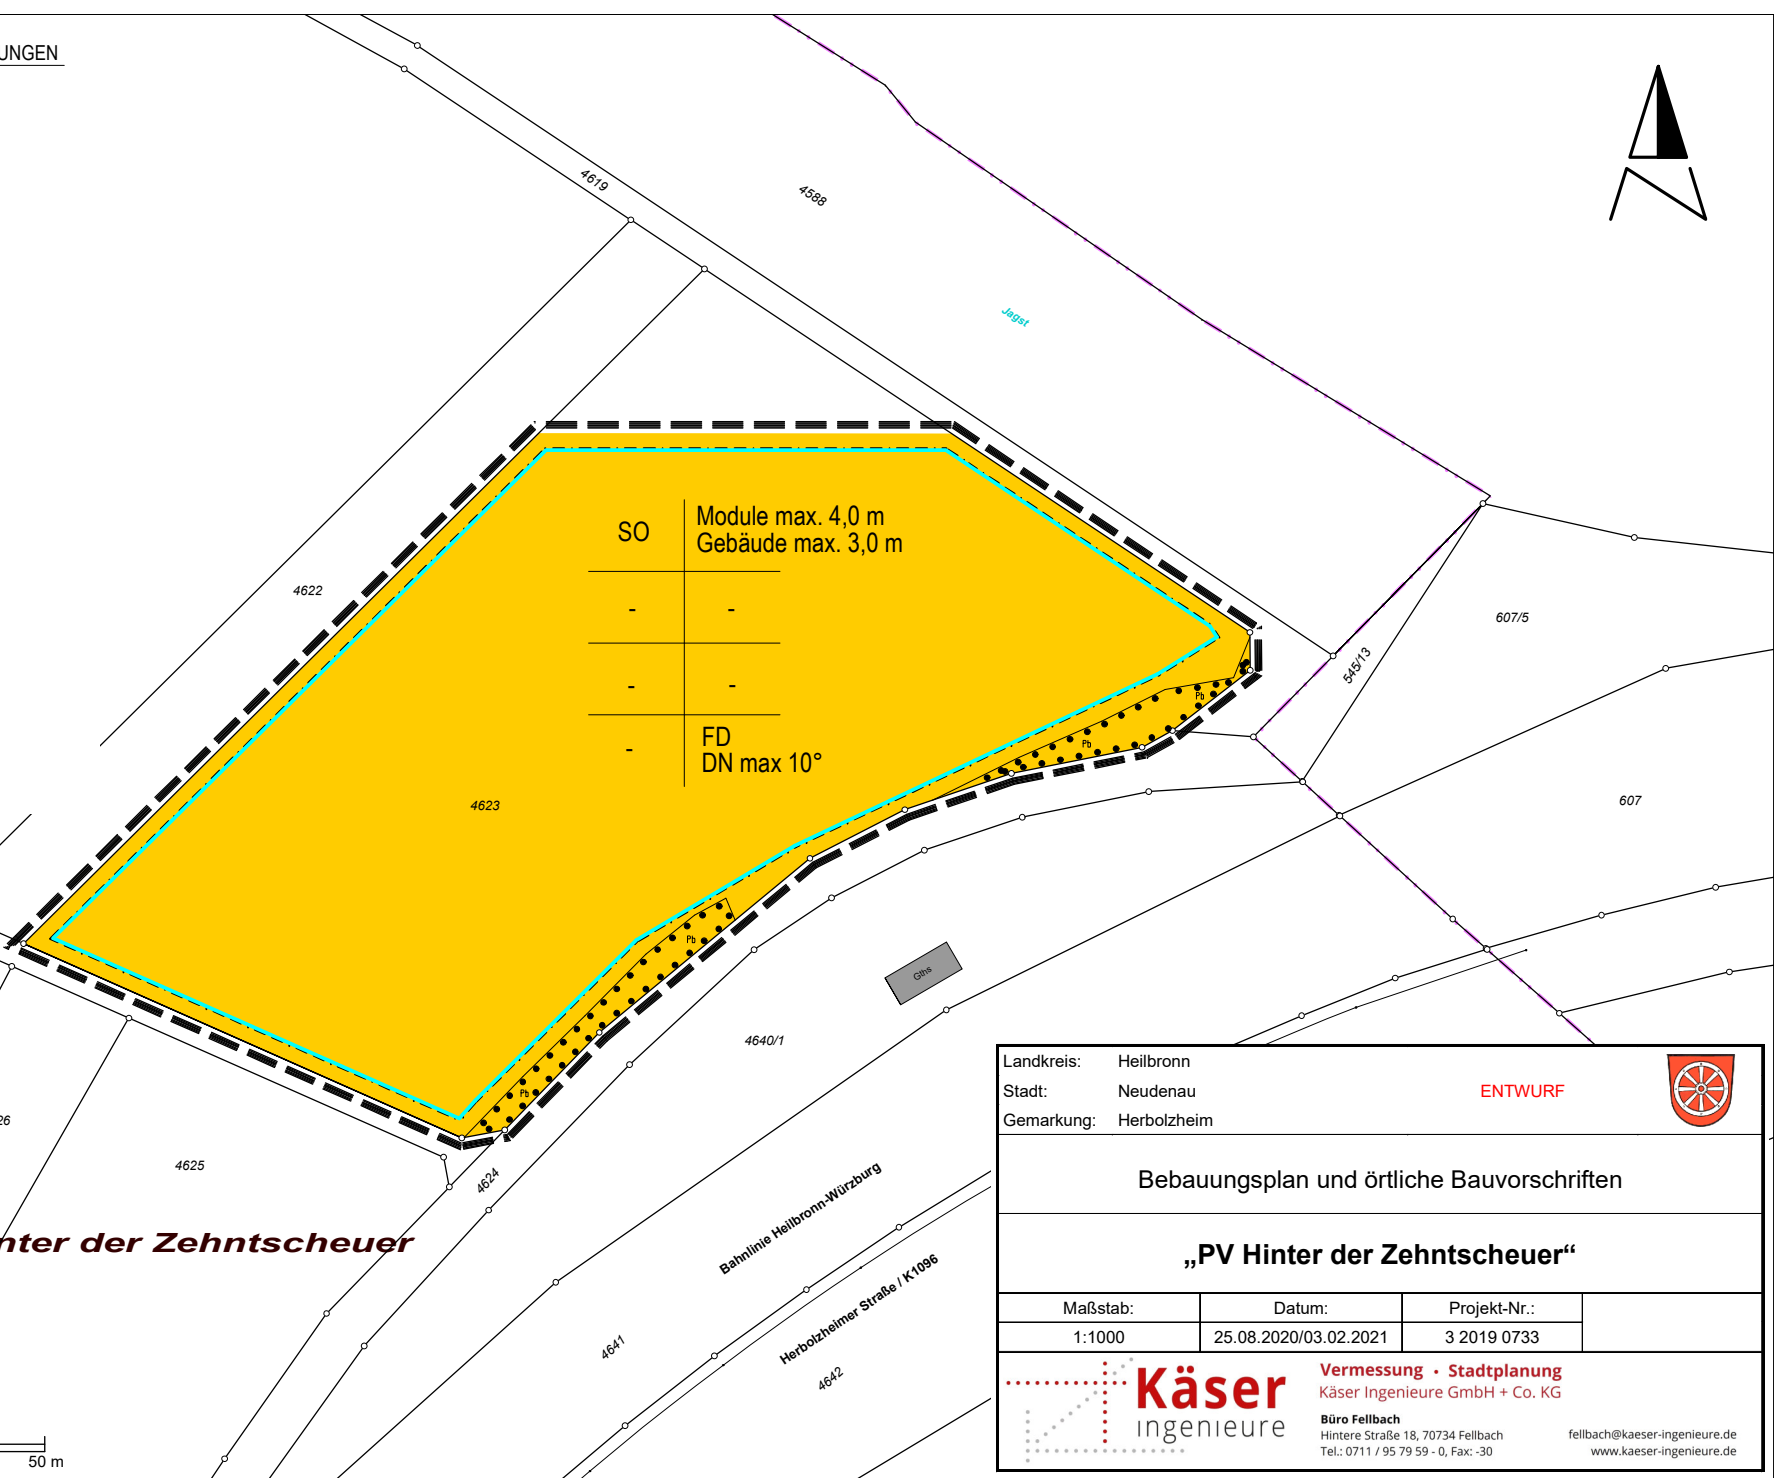 UNGEN
4619
4588
Jagst
SO
Module max. 4,0 m
Gebäude max. 3,0 m
4622
- -
607/5
545/13
- -
Pb
Pb
FD
- DN max 10°
4623
607
Pb
Gths
4640/1
Pb
26
4625
4624
nter der Zehntscheuer
Bahnlinie Heilbronn-Würzburg
Herbolzheimer Straße / K1096
4641
4642
50 m
Landkreis: Heilbronn
Stadt: Neudenau
ENTWURF
Gemarkung: Herbolzheim
Bebauungsplan und örtliche Bauvorschriften
„PV Hinter der Zehntscheuer“
Maßstab: Datum: Projekt-Nr.:
1:1000 25.08.2020/03.02.2021 3 2019 0733
Käser
ingenieure
Vermessung · Stadtplanung
Käser Ingenieure GmbH + Co. KG
Büro Fellbach
Hintere Straße 18, 70734 Fellbach fellbach@kaeser-ingenieure.de
Tel.: 0711 / 95 79 59 - 0, Fax: -30 www.kaeser-ingenieure.de